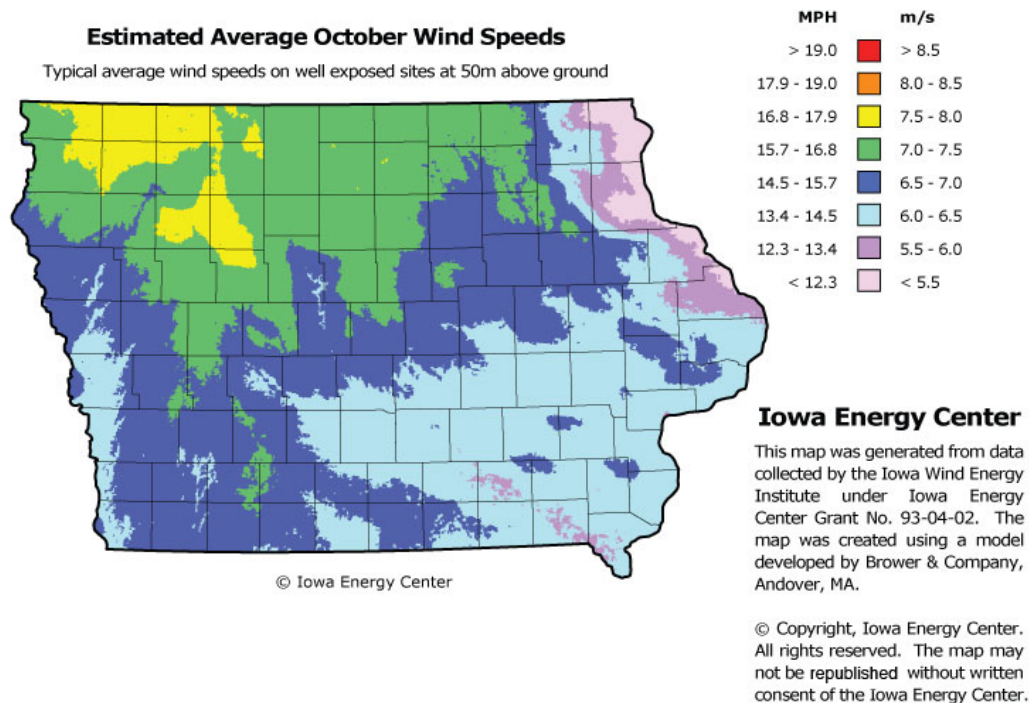 Estimated Average October Wind Speeds
Typical average wind speeds on well exposed sites at 50m above ground
MPH m/s
> 19.0 > 8.5
17.9 - 19.0 8.0 - 8.5
16.8 - 17.9 7.5 - 8.0
15.7 - 16.8 7.0 - 7.5
14.5 - 15.7 6.5 - 7.0
13.4 - 14.5 6.0 - 6.5
12.3 - 13.4 5.5 - 6.0
< 12.3 < 5.5
© Iowa Energy Center
Iowa Energy Center
This map was generated from data
collected by the Iowa Wind Energy
Institute under Iowa Energy
Center Grant No. 93-04-02. The
map was created using a model
developed by Brower & Company,
Andover, MA.
© Copyright, Iowa Energy Center.
All rights reserved. The map may
not be republished without written
consent of the Iowa Energy Center.